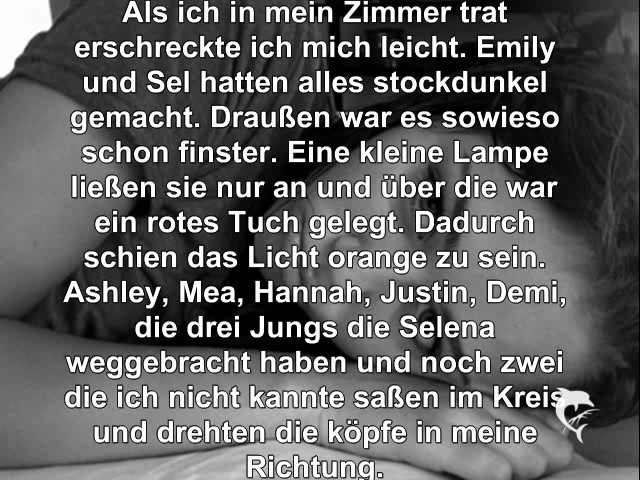 Als ich in mein Zimmer trat
erschreckte ich mich leicht. Emily
und Sel hatten alles stockdunkel
gemacht. Draußen war es sowieso
schon finster. Eine kleine Lampe
ließen sie nur an und über die war
ein rotes Tuch gelegt. Dadurch
schien das Licht orange zu sein.
Ashley, Mea, Hannah, Justin, Demi,
die drei Jungs die Selena
weggebracht haben und noch zwei
die ich nicht kannte saßen im Kreis
und drehten die köpfe in meine
Richtung.